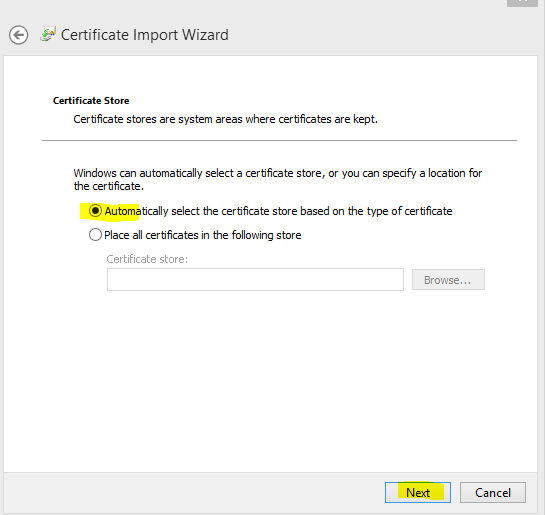 Certificate Import Wizard
Certificate Store
Certificate stores are system areas where certificates are kept.
Windows can automatically select a certificate store, or you can specify a location for
the certificate.
Automatically select the certificate store based on the type of certificate
Place all certificates in the following store
Certificate store:
Browse...
Next
Cancel